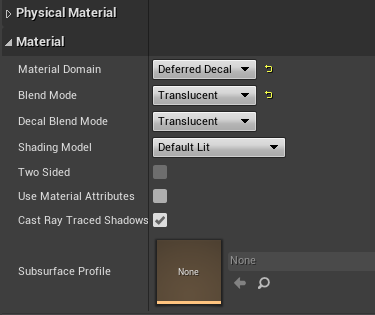 Physical Material
Material
Material Domain Deferred Decal
Blend Mode Translucent
Decal Blend Mode Translucent
Shading Model Default Lit
Two Sided
Use Material Attributes
Cast Ray Traced Shadows
Subsurface Profile None None